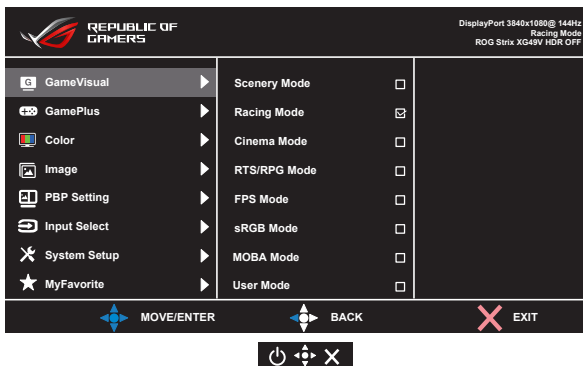 REPUBLIC OF
GAMERS
DisplayPort 3840x1080@ 144Hz
Racing Mode
ROG Strix XG49V HDR OFF
G GameVisual
GamePlus
Color
Image
PBP Setting
Input Select
System Setup
MyFavorite
Scenery Mode
Racing Mode
Cinema Mode
RTS/RPG Mode
FPS Mode
sRGB Mode
MOBA Mode
User Mode
MOVE/ENTER
BACK
EXIT